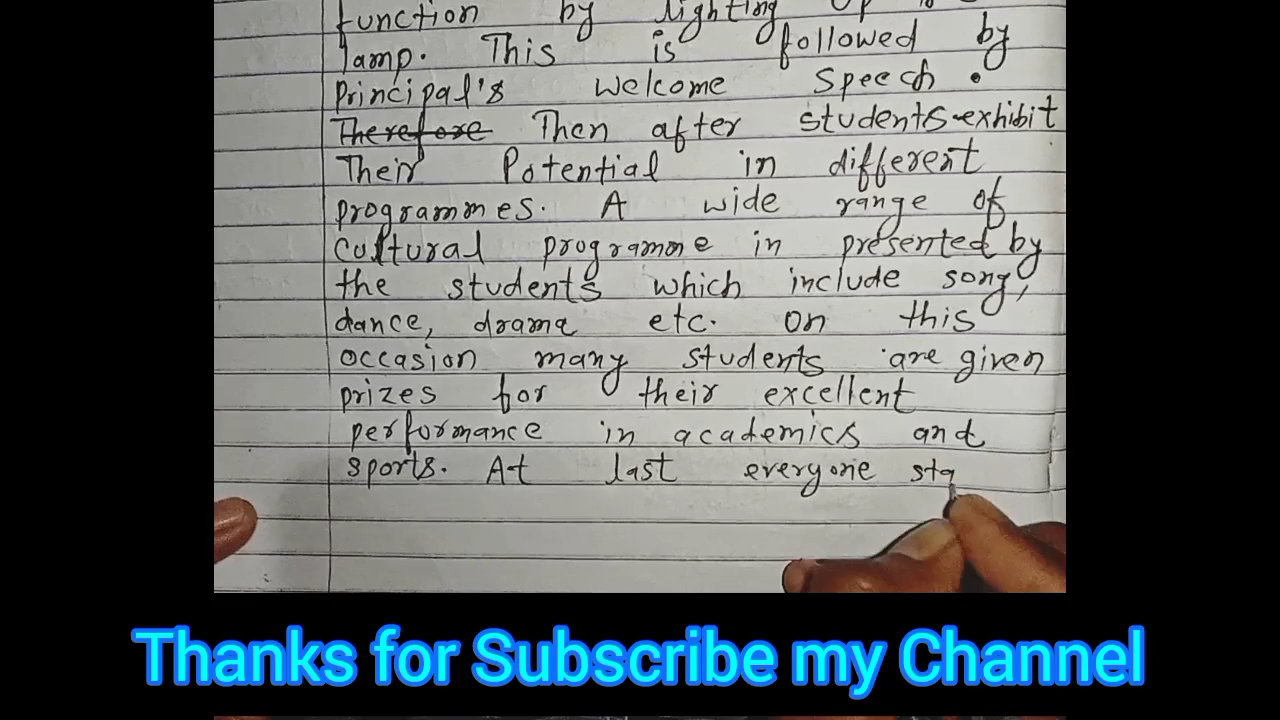 function by lighting up
lamp. This is followed by
principal's welcome speech.
Therefore Then after students exhibit
Their Potential in different
programmes. A wide range of
cultural programme in presented by
the students which include song,
dance, drama etc. on this
occasion many students are given
prizes for their excellent
performance in academics and
sports. At last everyone sta
Thanks for Subscribe my Channel